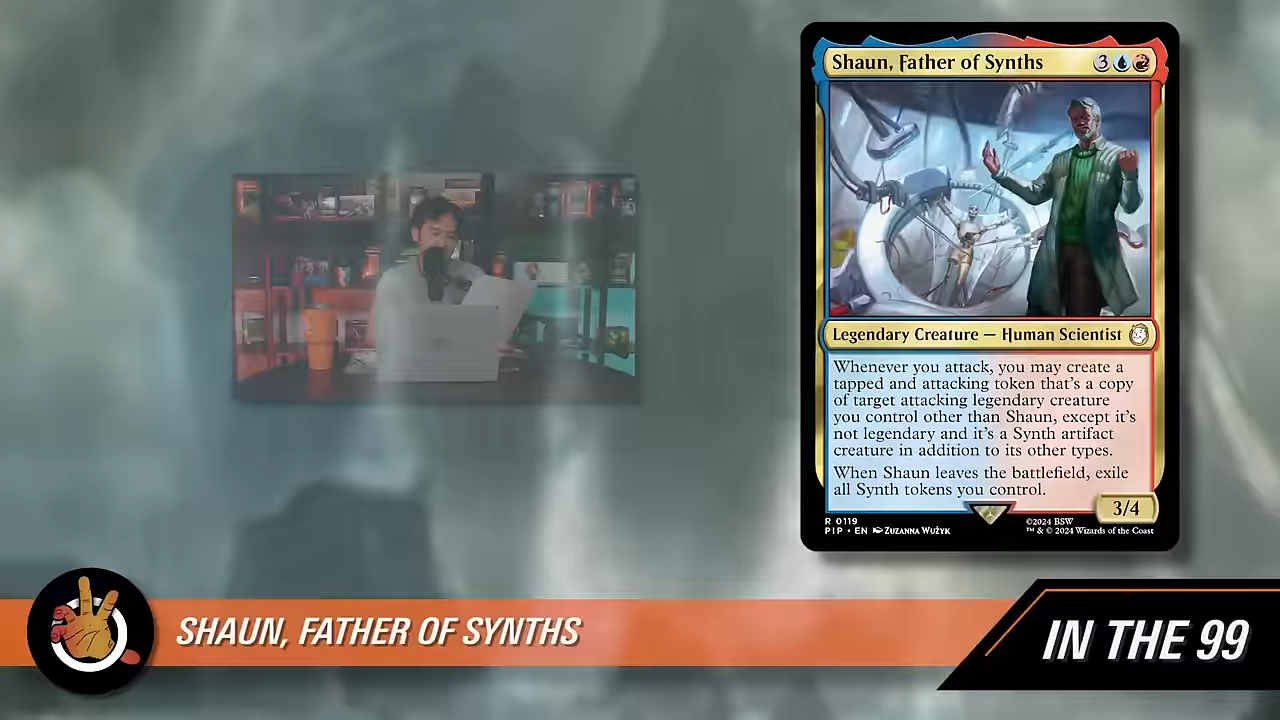 Shaun, Father of Synths 3
Legendary Creature — Human Scientist
Whenever you attack, you may create a
tapped and attacking token that's a copy
of target attacking legendary creature
you control other than Shaun, except it's
not legendary and it's a Synth artifact
creature in addition to its other types.
When Shaun leaves the battlefield, exile
all Synth tokens you control.
3/4
R 0119
PIP • EN ZUZANNA WUŻYK
©2024 BSW
™ & © 2024 Wizards of the Coast
SHAUN, FATHER OF SYNTHS
IN THE 99